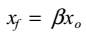 x_f = βx_o